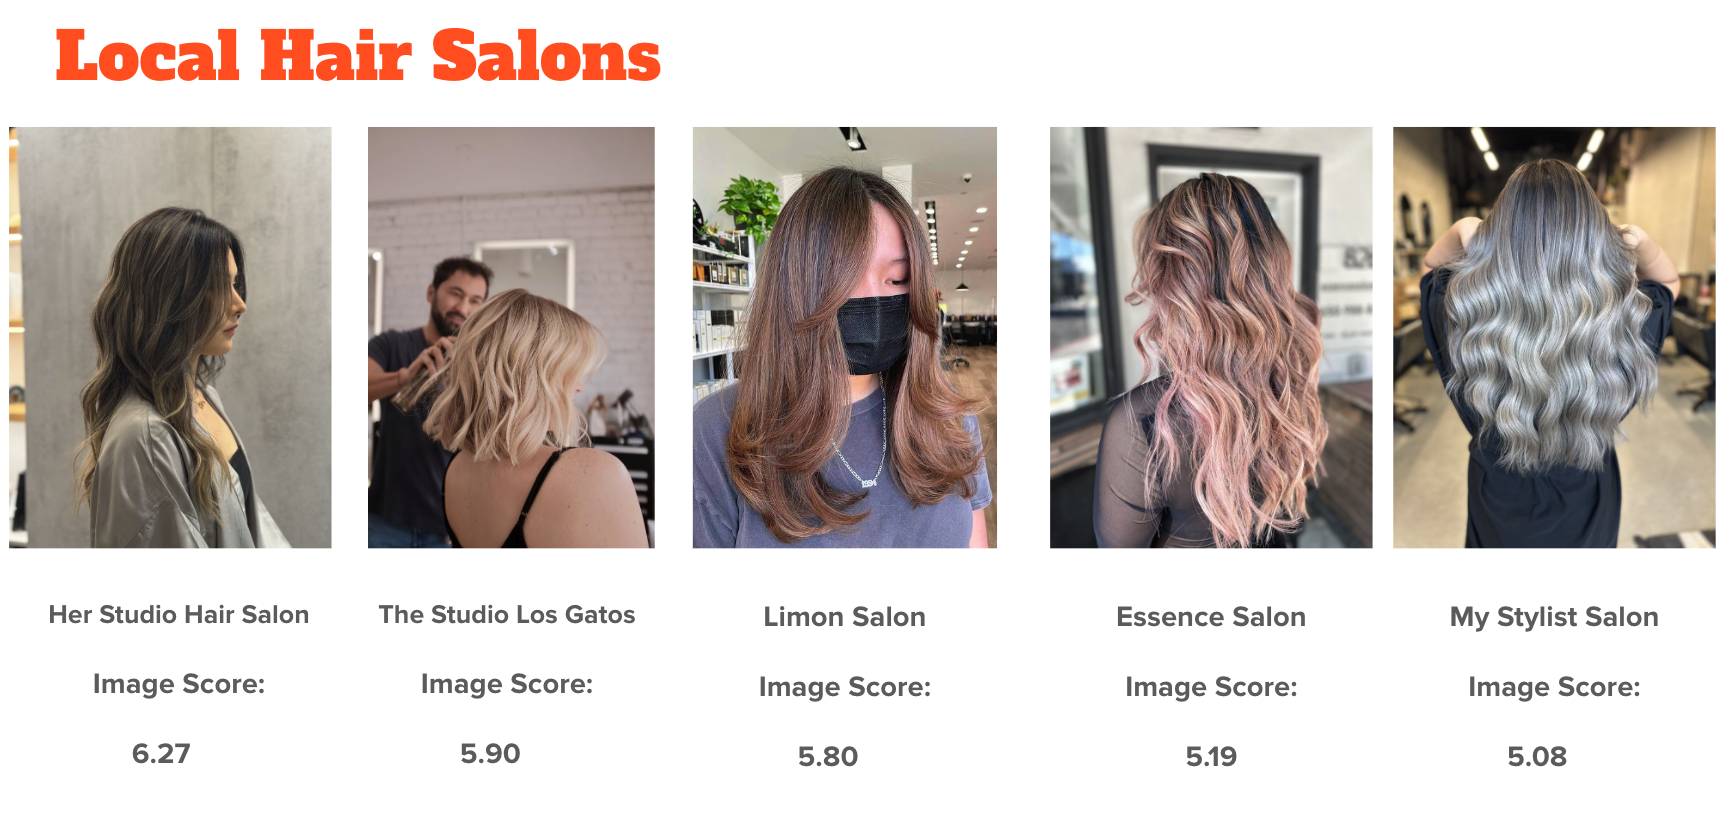 Local Hair Salons
Her Studio Hair Salon
Image Score:
6.27
The Studio Los Gatos
Image Score:
5.90
1994
Limon Salon
Image Score:
5.80
Essence Salon
Image Score:
5.19
My Stylist Salon
Image Score:
5.08